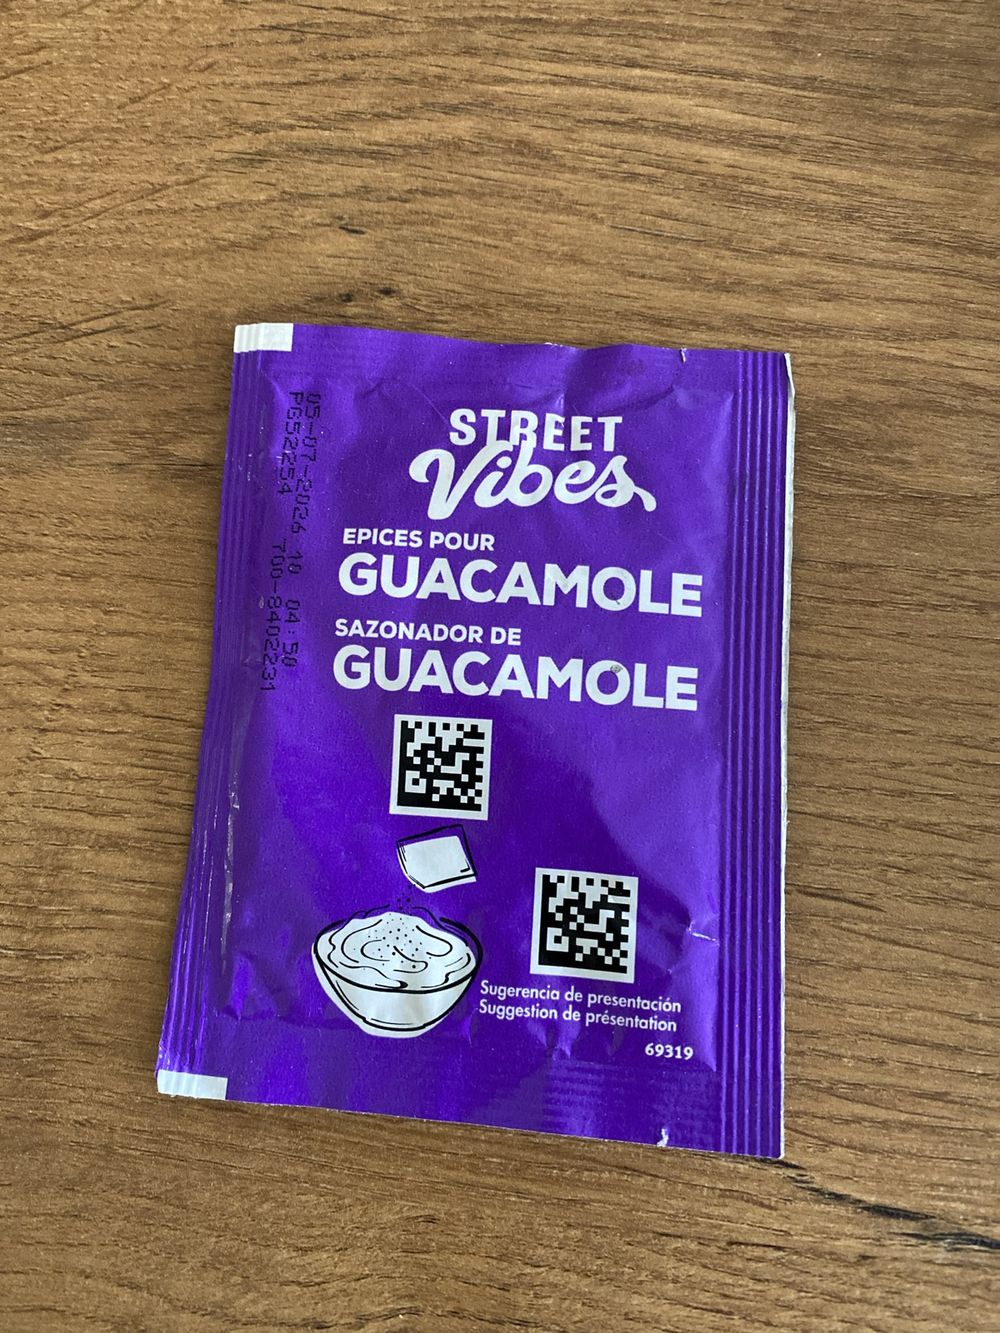 STREET
Vibes
EPICES POUR
GUACAMOLE
SAZONADOR DE
GUACAMOLE
Sugerencia de presentación
Suggestion de présentation
69319
05-07-2026 10 04:50
PG52254 700-8402231